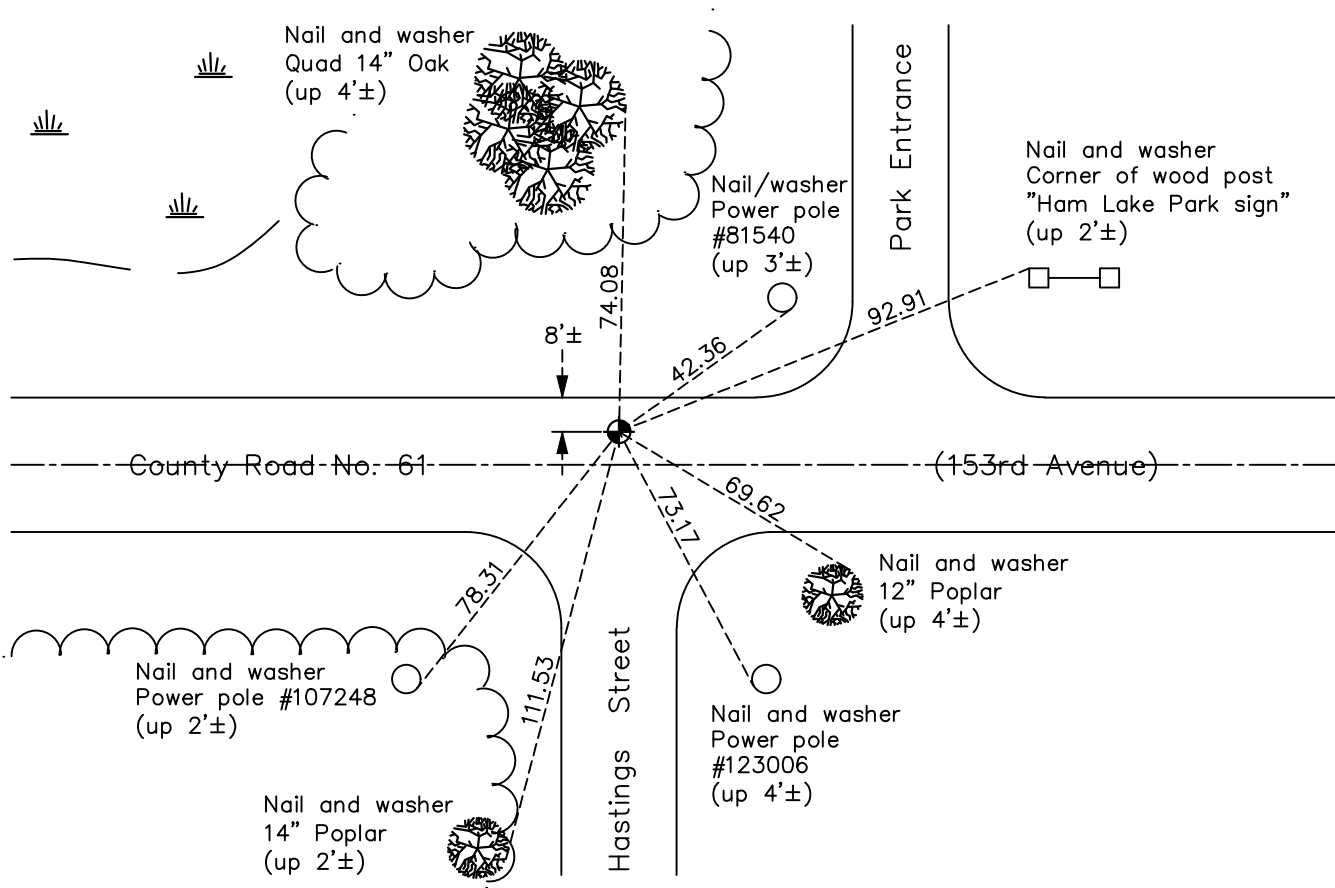 Nail and washer
Quad 14” Oak
(up 4’±)
Park Entrance
Nail and washer
Corner of wood post
”Ham Lake Park sign”
(up 2’±)
Nail/washer
Power pole
#81540
(up 3’±)
74.08
8’±
42.36
92.91
County Road No. 61
(153rd Avenue)
78.31
111.53
73.17
69.62
Nail and washer
12” Poplar
(up 4’±)
Nail and washer
Power pole #107248
(up 2’±)
Hastings Street
Nail and washer
Power pole
#123006
(up 4’±)
Nail and washer
14” Poplar
(up 2’±)